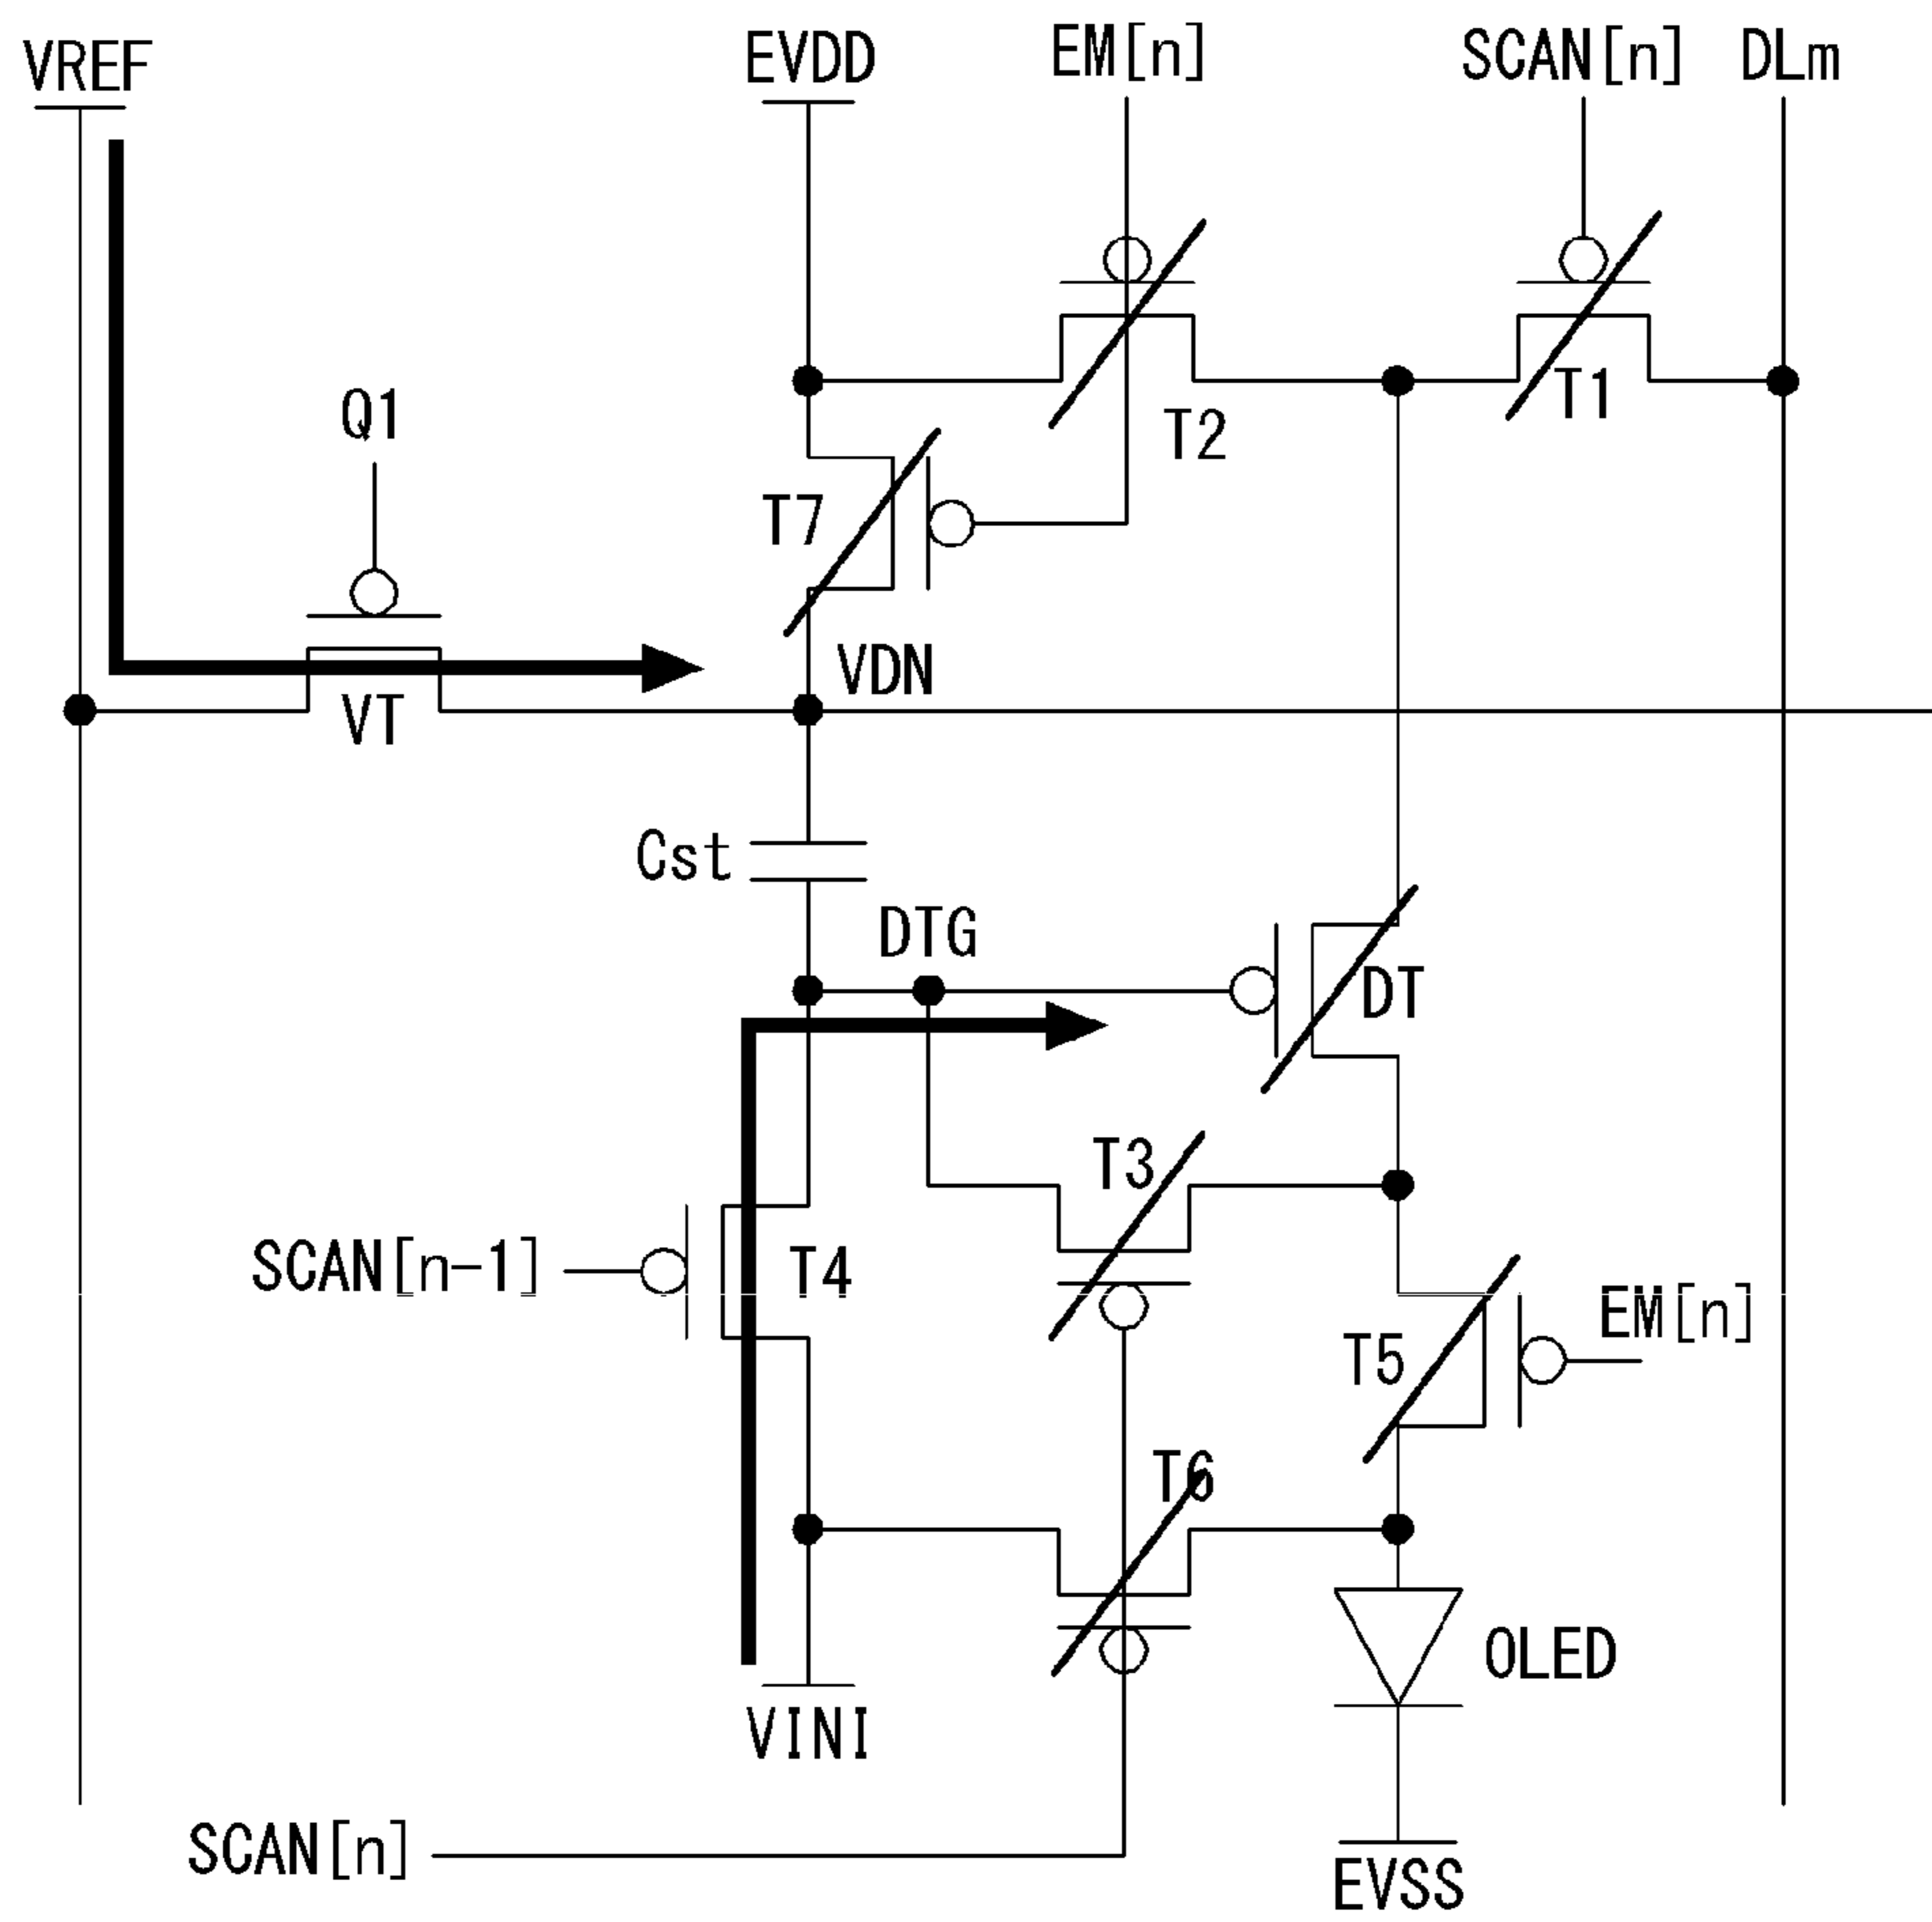 VREF
EVDD
EM[n]
SCAN[n]
DLm
Q1
T1
T2
T7
VDN
VT
Cst
DTG
DT
T3
SCAN[n-1]
T4
EM[n]
T5
T6
OLED
VINI
SCAN[n]
EVSS